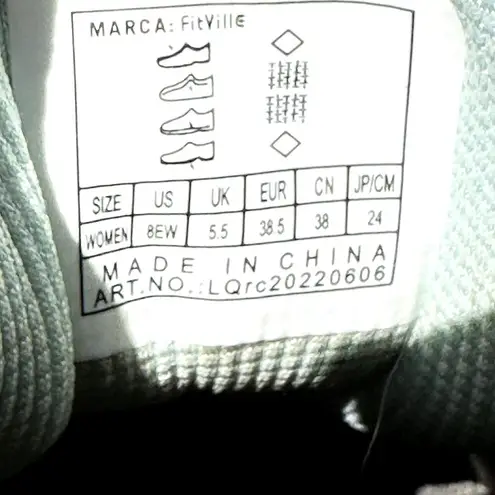 MARCA: FitVille
SIZE US UK EUR CN JP/CM
WOMEN 8EW 5.5 38.5 38 24
MADE IN CHINA
ART.NO.:LQrc20220606